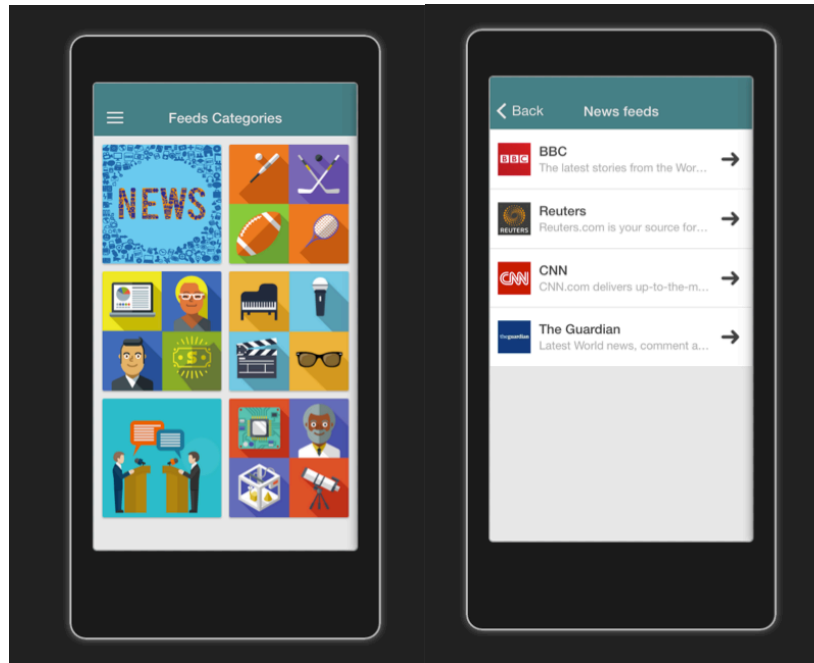 Feeds Categories
NEWS
$
Back
News feeds
BBC
BBC
The latest stories from the Wor...
REUTERS
Reuters
Reuters.com is your source for...
CNN
CNN
CNN.com delivers up-to-the-m...
theguardian
The Guardian
Latest World news, comment a...